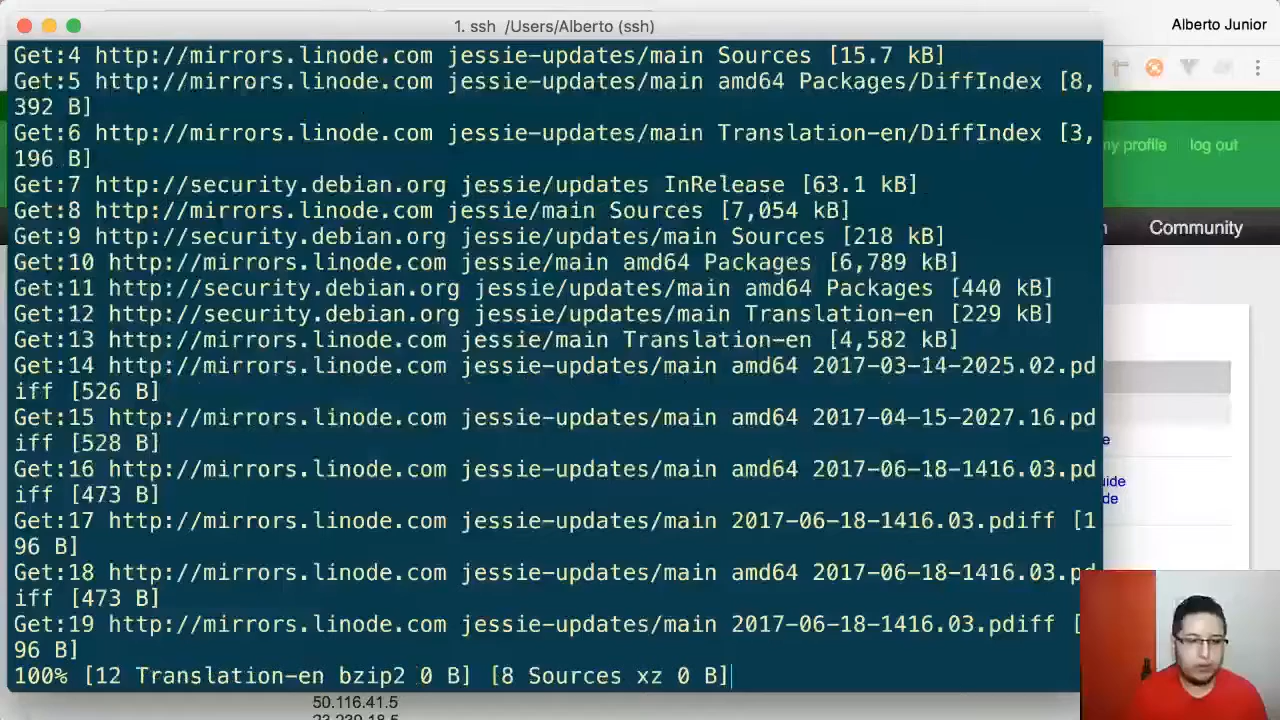 1. ssh /Users/Alberto (ssh)
Alberto Junior
Get:4 http://mirrors.linode.com jessie-updates/main Sources [15.7 kB]
Get:5 http://mirrors.linode.com jessie-updates/main amd64 Packages/DiffIndex [8,
392 B]
Get:6 http://mirrors.linode.com jessie-updates/main Translation-en/DiffIndex [3,
196 B]
Get:7 http://security.debian.org jessie/updates InRelease [63.1 kB]
Get:8 http://mirrors.linode.com jessie/main Sources [7,054 kB]
Get:9 http://security.debian.org jessie/updates/main Sources [218 kB]
Get:10 http://mirrors.linode.com jessie/main amd64 Packages [6,789 kB]
Get:11 http://security.debian.org jessie/updates/main amd64 Packages [440 kB]
Get:12 http://security.debian.org jessie/updates/main Translation-en [229 kB]
Get:13 http://mirrors.linode.com jessie/main Translation-en [4,582 kB]
Get:14 http://mirrors.linode.com jessie-updates/main amd64 2017-03-14-2025.02.pd
iff [526 B]
Get:15 http://mirrors.linode.com jessie-updates/main amd64 2017-04-15-2027.16.pd
iff [528 B]
Get:16 http://mirrors.linode.com jessie-updates/main amd64 2017-06-18-1416.03.pd
iff [473 B]
Get:17 http://mirrors.linode.com jessie-updates/main 2017-06-18-1416.03.pdiff [1
96 B]
Get:18 http://mirrors.linode.com jessie-updates/main amd64 2017-06-18-1416.03.pd
iff [473 B]
Get:19 http://mirrors.linode.com jessie-updates/main 2017-06-18-1416.03.pdiff [
96 B]
100% [12 Translation-en bzip2 0 B] [8 Sources xz 0 B]
my profile log out
Community
50.116.41.5